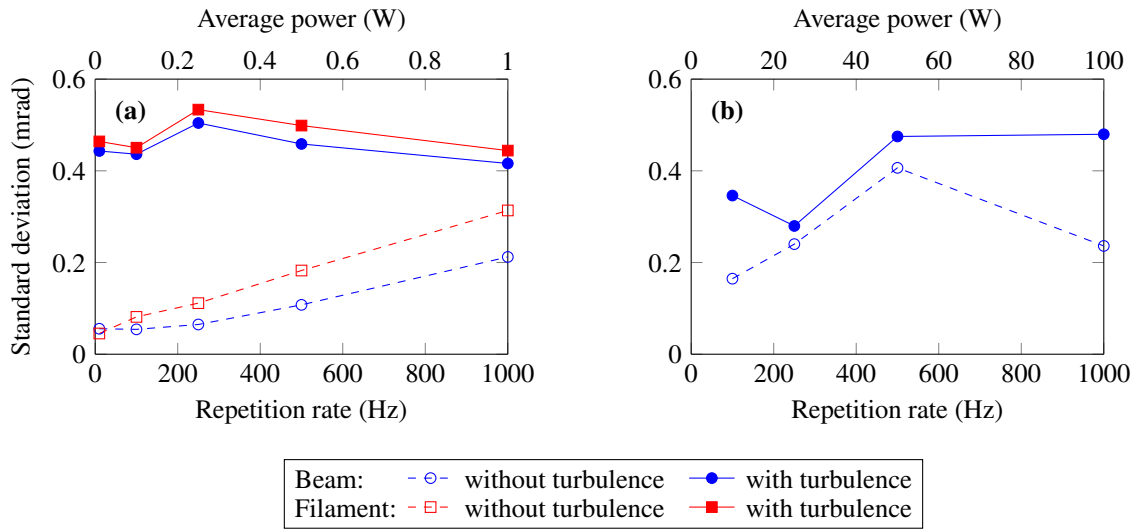 Average power (W)
0 0.2 0.4 0.6 0.8 1
0.6
0.4
0.2
0
Standard deviation (mrad)
(a)
0 200 400 600 800 1000
Repetition rate (Hz)
Average power (W)
0 20 40 60 80 100
0.6
0.4
0.2
0
(b)
0 200 400 600 800 1000
Repetition rate (Hz)
Beam: without turbulence with turbulence
Filament: without turbulence with turbulence